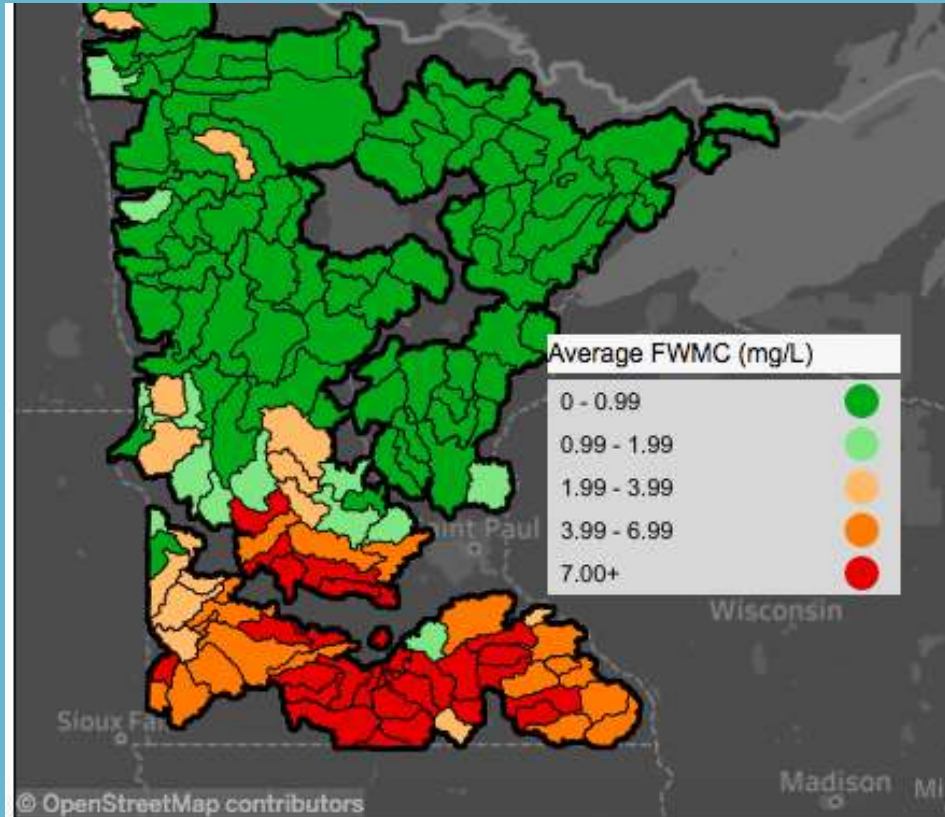 Average FWMC (mg/L)
0 - 0.99
0.99 - 1.99
1.99 - 3.99
3.99 - 6.99
7.00+
Paul
Wisconsin
Sioux
Madison
© OpenStreetMap contributors